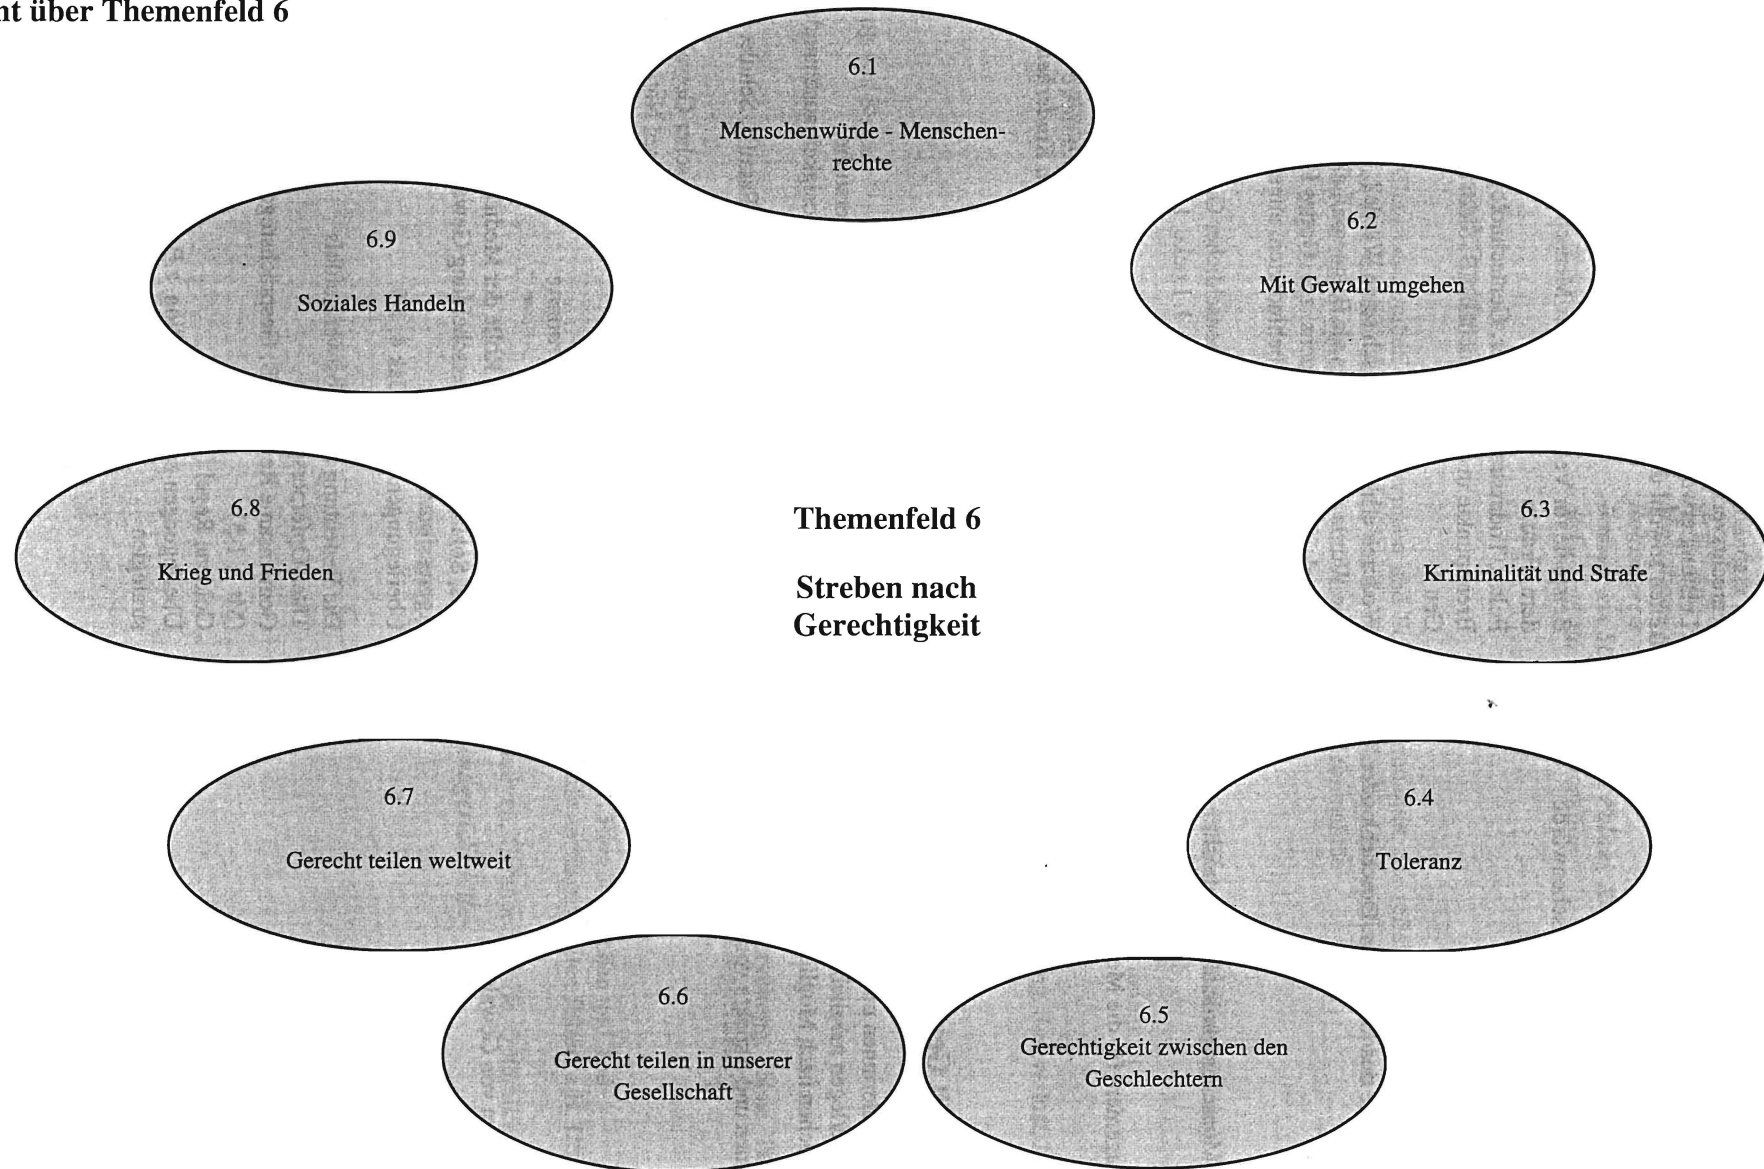 über Themenfeld 6
6.1
Menschenwürde - Menschen-
rechte
6.2
Mit Gewalt umgehen
6.3
Kriminalität und Strafe
6.4
Toleranz
6.5
Gerechtigkeit zwischen den
Geschlechtern
6.6
Gerecht teilen in unserer
Gesellschaft
6.7
Gerecht teilen weltweit
6.8
Krieg und Frieden
6.9
Soziales Handeln
Themenfeld 6
Streben nach
Gerechtigkeit